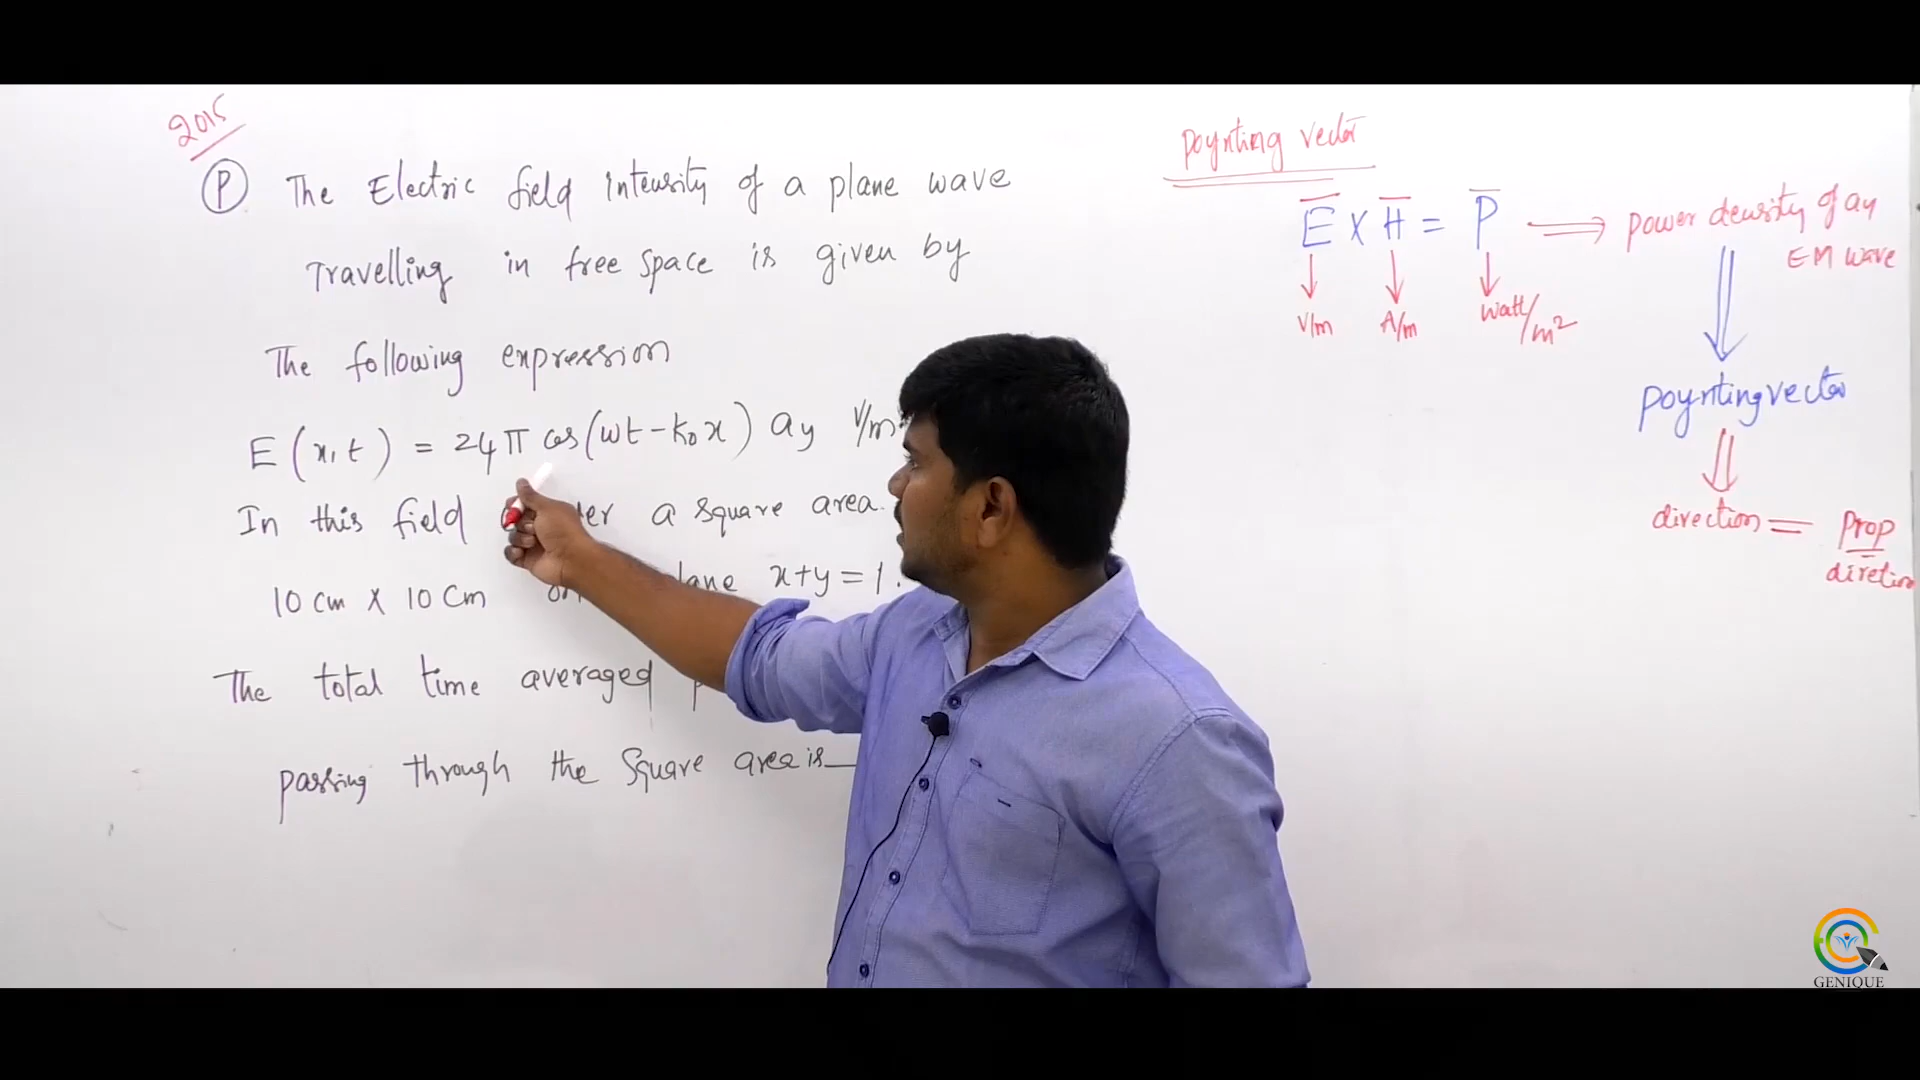 2015
P The Electric field Intensity of a plane wave
Travelling in free space is given by
The following expression
E(x,t) = 24π cos(ωt-k₀x) ay V/m
In this field a square area.
10 cm X 10 Cm x+y=1.
The total time averaged
passing through the square area is
Poynting vector
E̅ X H̅ = P̅ ⇒ power density of ay
EM wave
V/m A/m watt/m²
Poynting vector
direction = Prop
GENIQUE